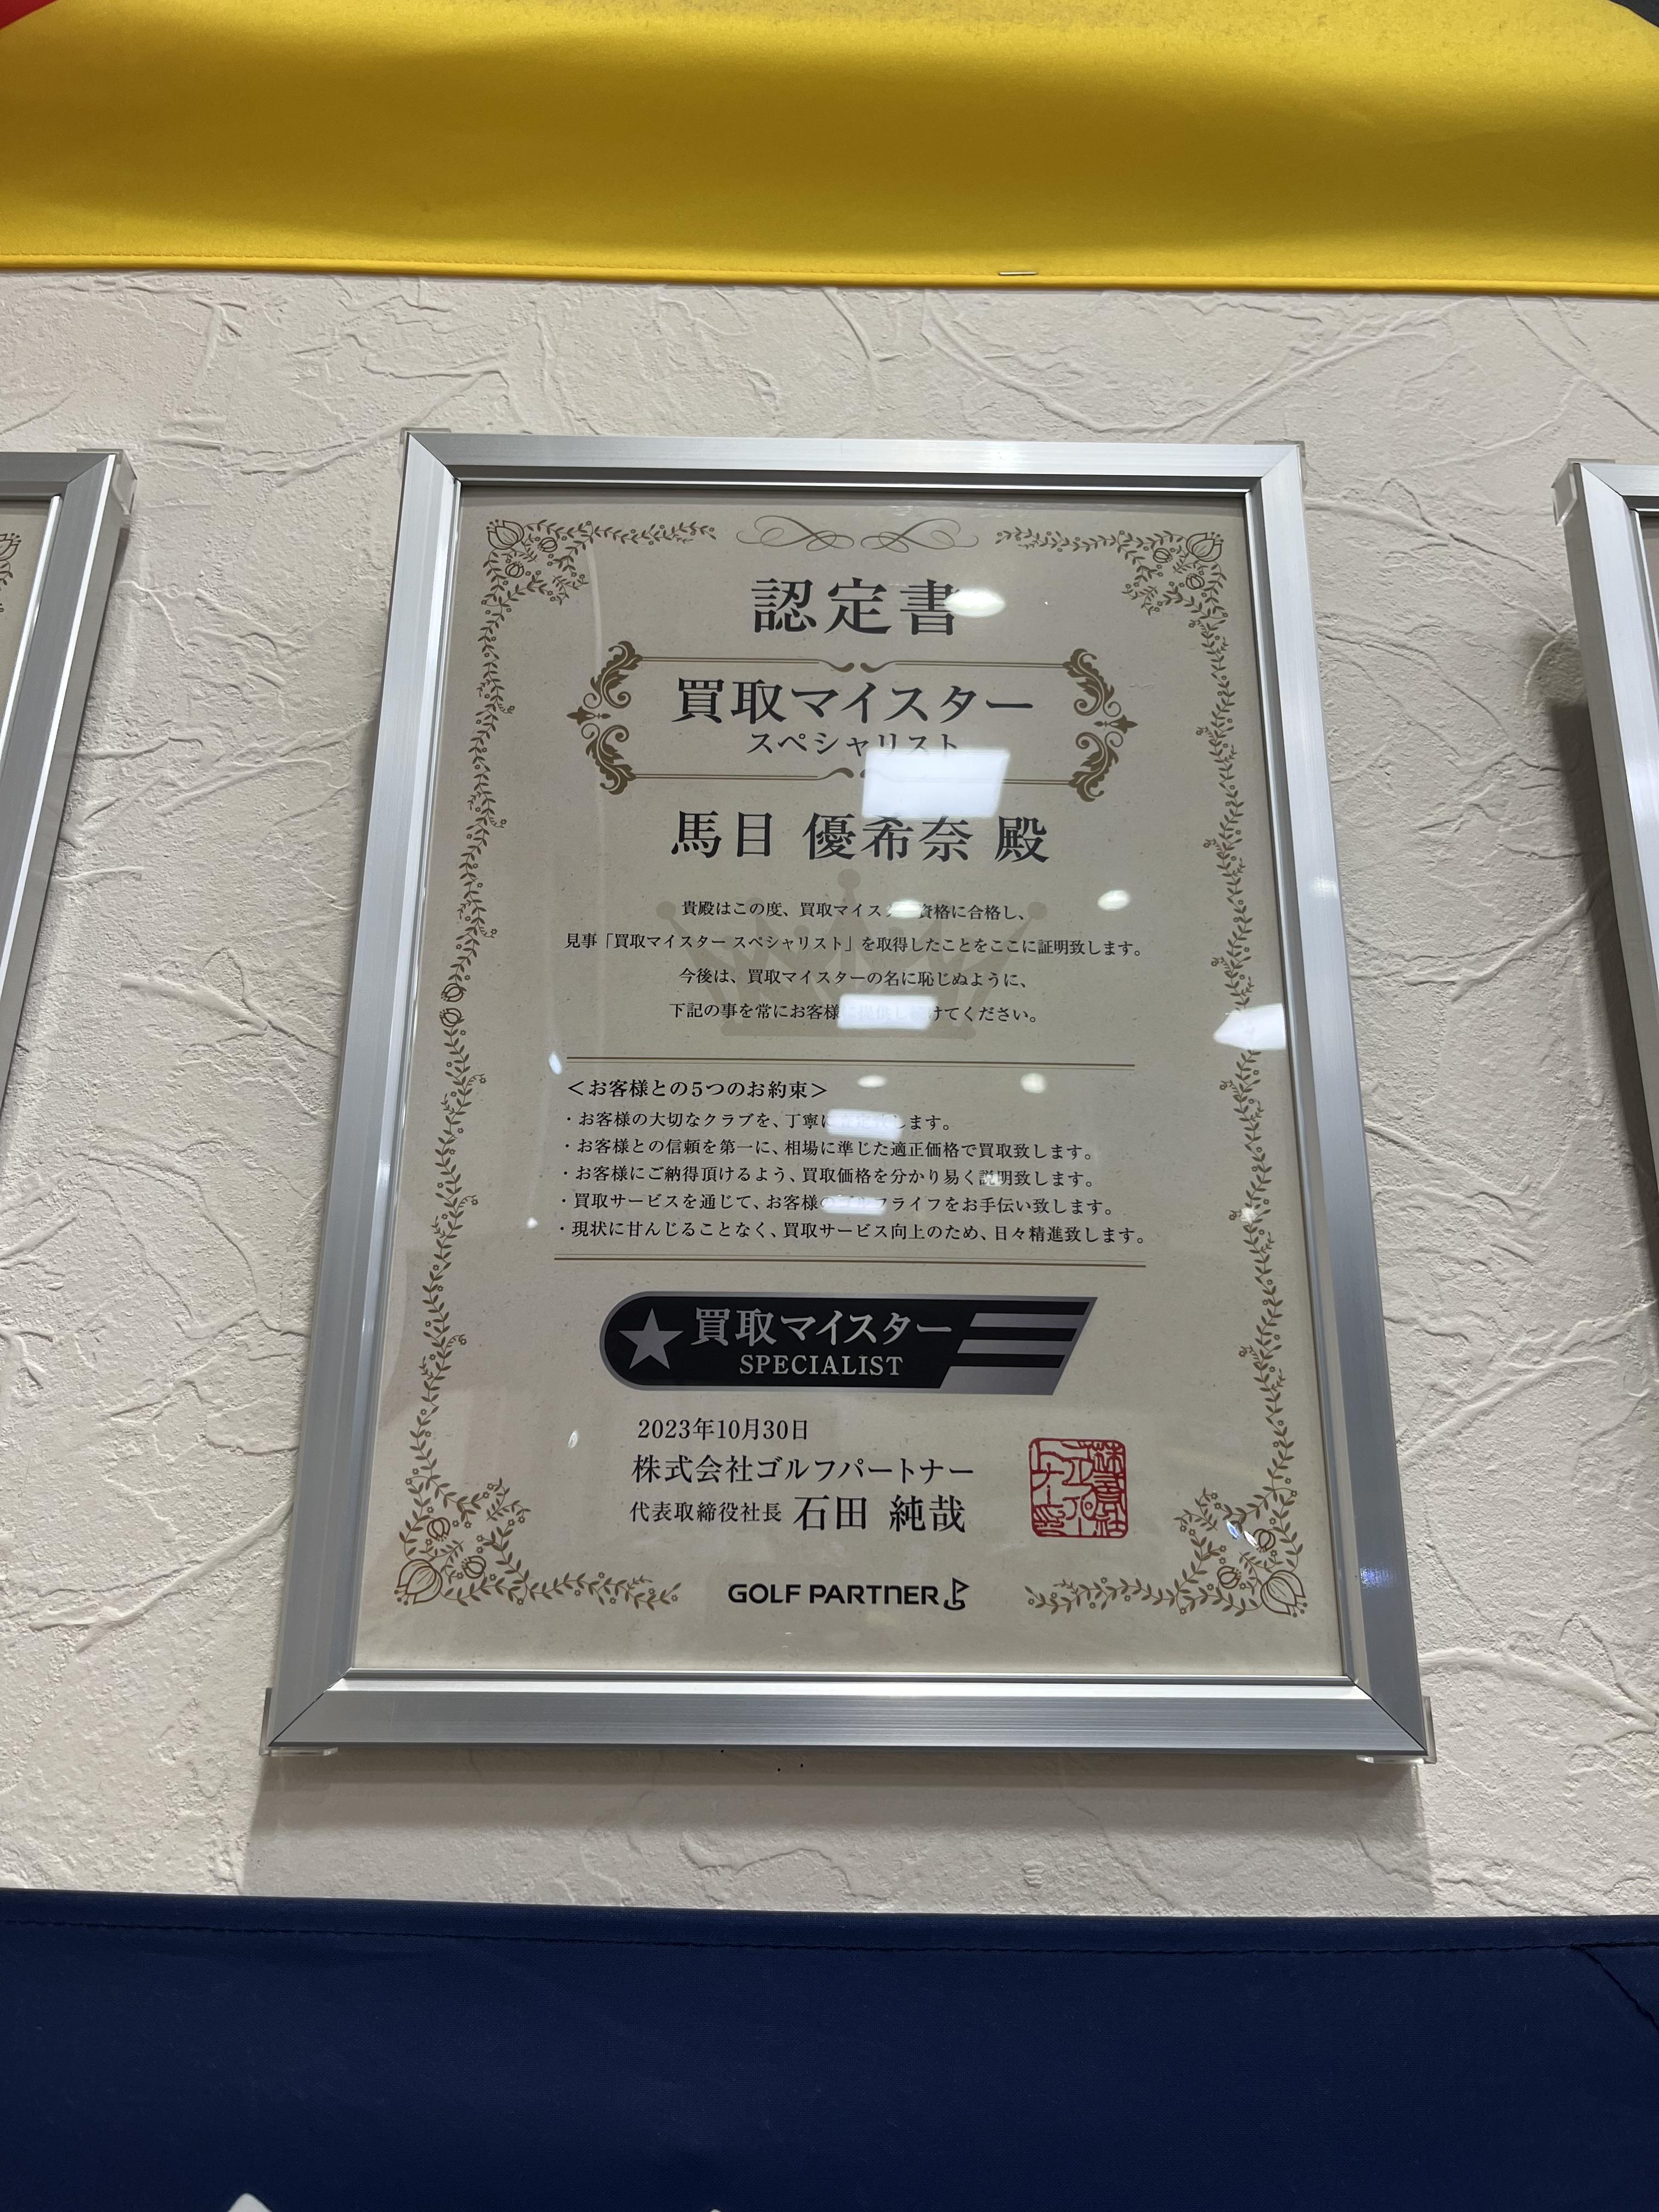 認定書
買取マイスター
スペシャリスト
馬目 優希奈 殿
貴殿はこの度、買取マイスター資格に合格し、
見事「買取マイスター スペシャリスト」を取得したことをここに証明致します。
今後は、買取マイスターの名に恥じぬように、
下記の事を常にお客様に提供し続けてください。
＜お客様との5つのお約束＞
・お客様の大切なクラブを、丁寧に査定致します。
・お客様との信頼を第一に、相場に準じた適正価格で買取致します。
・お客様にご納得頂けるよう、買取価格を分かり易く説明致します。
・買取サービスを通じて、お客様のゴルフライフをお手伝い致します。
・現状に甘んじることなく、買取サービス向上のため、日々精進致します。
買取マイスター
SPECIALIST
2023年10月30日
株式会社ゴルフパートナー
代表取締役社長 石田 純哉
GOLF PARTNER